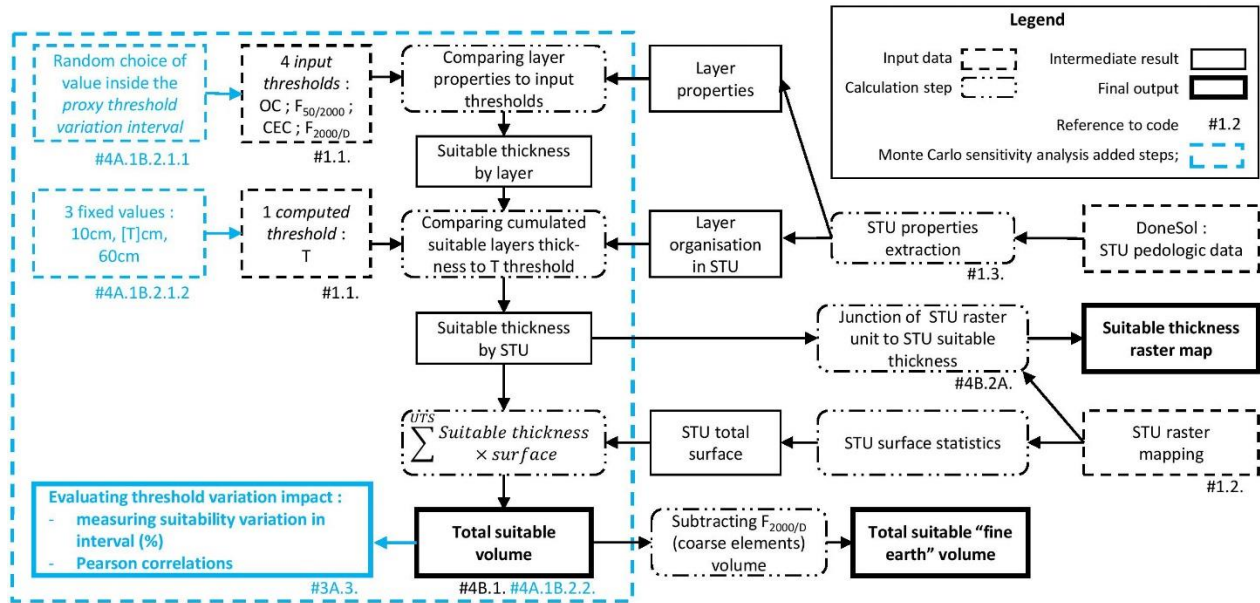 Random choice of
value inside the
proxy threshold
variation interval
#4A.1B.2.1.1
4 input
thresholds :
OC ; F50/2000 ;
CEC ; F2000/D
#1.1.
Comparing layer
properties to input
thresholds
Layer
properties
Legend
Input data
Intermediate result
Calculation step
Final output
Reference to code
#1.2
Monte Carlo sensitivity analysis added steps;
Suitable thickness
by layer
3 fixed values :
10cm, [T]cm,
60cm
#4A.1B.2.1.2
1 computed
threshold :
T
#1.1.
Comparing cumulated
suitable layers thick-
ness to T threshold
Layer
organisation
in STU
STU properties
extraction
#1.3.
DoneSol :
STU pedologic data
Suitable thickness
by STU
Junction of STU raster
unit to STU suitable
thickness
#4B.2A.
Suitable thickness
raster map
UTS
∑ Suitable thickness
× surface
STU total
surface
STU surface statistics
STU raster
mapping
#1.2.
Evaluating threshold variation impact :
- measuring suitability variation in
interval (%)
- Pearson correlations
#3A.3.
Total suitable
volume
#4B.1. #4A.1B.2.2.
Subtracting F2000/D
(coarse elements)
volume
Total suitable “fine
earth” volume